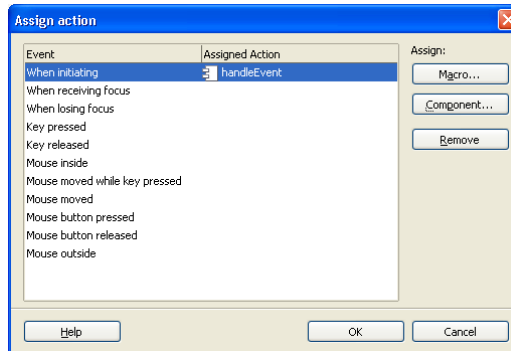 Assign action
Event Assigned Action Assign:
When initiating handleEvent Macro...
When receiving focus
When losing focus Component...
Key pressed
Key released Remove
Mouse inside
Mouse moved while key pressed
Mouse moved
Mouse button pressed
Mouse button released
Mouse outside
Help OK Cancel